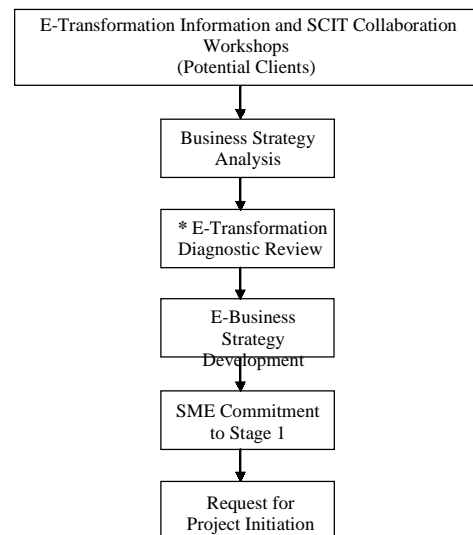 E-Transformation Information and SCIT Collaboration
Workshops
(Potential Clients)
Business Strategy
Analysis
* E-Transformation
Diagnostic Review
E-Business
Strategy
Development
SME Commitment
to Stage 1
Request for
Project Initiation